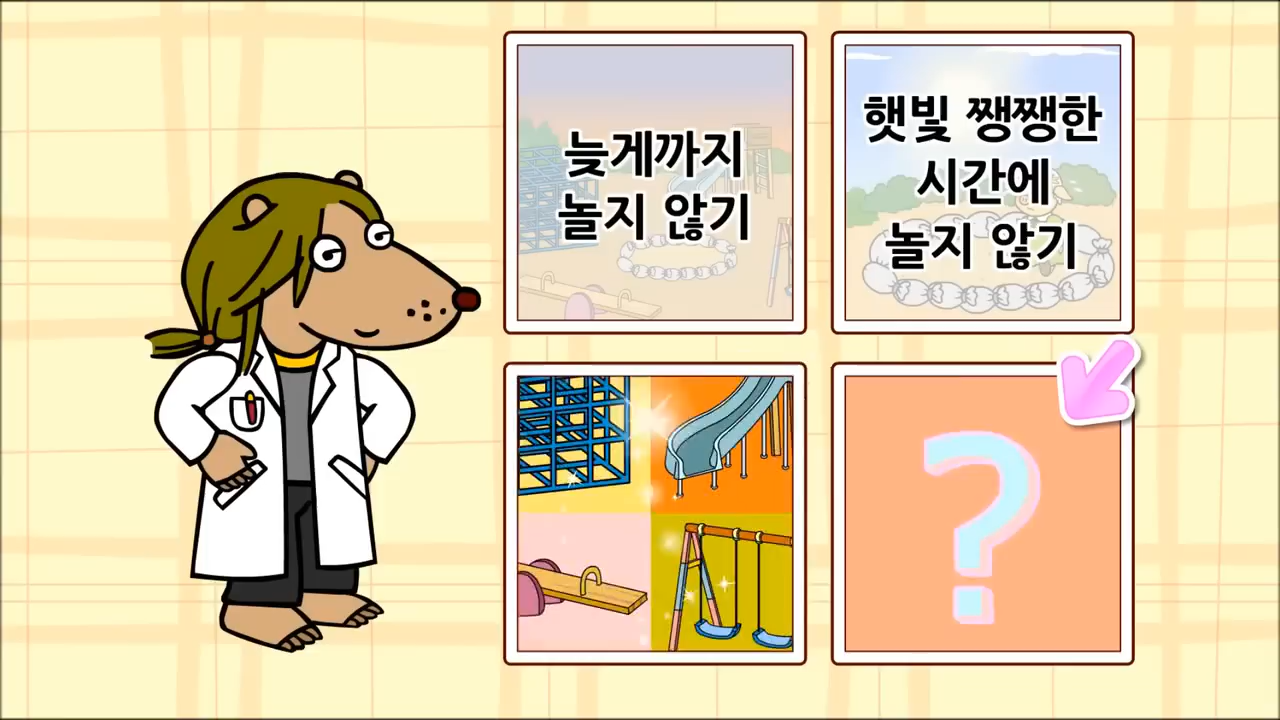 늦게까지
놀지 않기
햇빛 쨍쨍한
시간에
놀지 않기
?